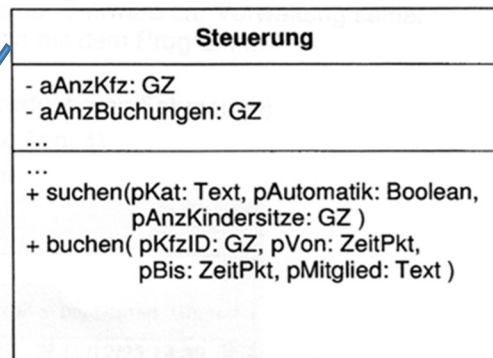 Steuerung
- aAnzKfz: GZ
- aAnzBuchungen: GZ
...
...
+ suchen(pKat: Text, pAutomatik: Boolean,
pAnzKindersitze: GZ )
+ buchen( pKfzID: GZ, pVon: ZeitPkt,
pBis: ZeitPkt, pMitglied: Text )